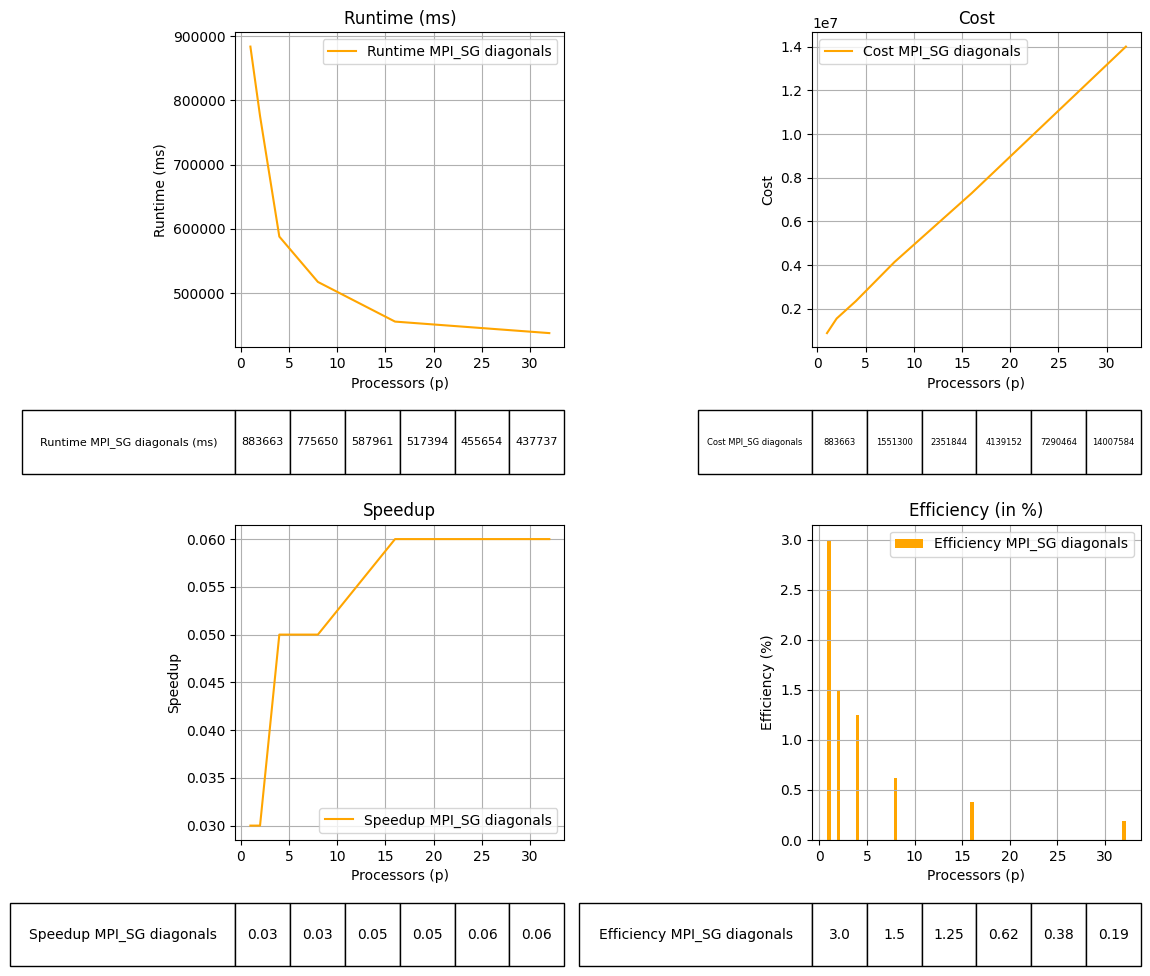 Runtime (ms)
900000
800000
700000
600000
500000
Runtime (ms)
Runtime MPI_SG diagonals
0 5 10 15 20 25 30
Processors (p)
Runtime MPI_SG diagonals (ms) 883663 775650 587961 517394 455654 437737
Cost
1e7
1.4
1.2
1.0
0.8
0.6
0.4
0.2
Cost
Cost MPI_SG diagonals
0 5 10 15 20 25 30
Processors (p)
Cost MPI_SG diagonals 883663 1551300 2351844 4139152 7290464 14007584
Speedup
0.060
0.055
0.050
0.045
0.040
0.035
0.030
Speedup
Speedup MPI_SG diagonals
0 5 10 15 20 25 30
Processors (p)
Speedup MPI_SG diagonals 0.03 0.03 0.05 0.05 0.06 0.06
Efficiency (in %)
3.0
2.5
2.0
1.5
1.0
0.5
0.0
Efficiency (%)
Efficiency MPI_SG diagonals
0 5 10 15 20 25 30
Processors (p)
Efficiency MPI_SG diagonals 3.0 1.5 1.25 0.62 0.38 0.19